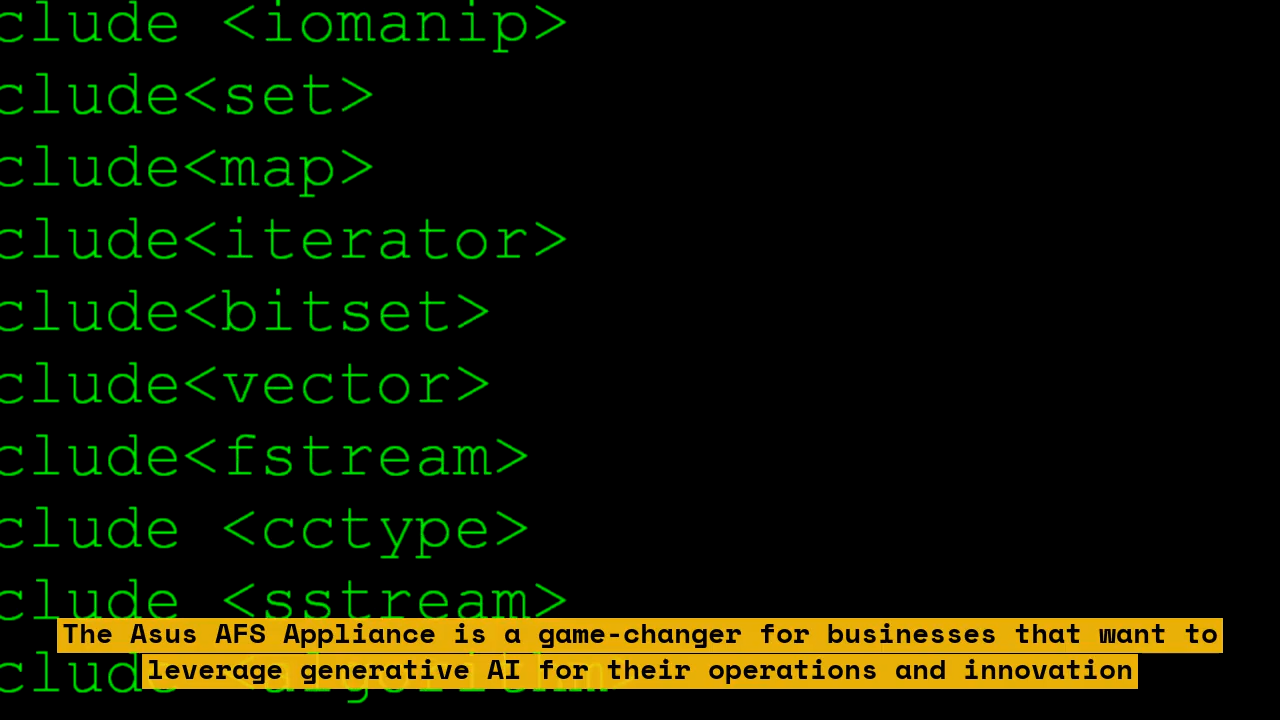 clude <iomanip>
clude<set>
clude<map>
clude<iterator>
clude<bitset>
clude<vector>
clude<fstream>
clude <cctype>
clude <sstream>
The Asus AFS Appliance is a game-changer for businesses that want to
clude <algorithm>
leverage generative AI for their operations and innovation